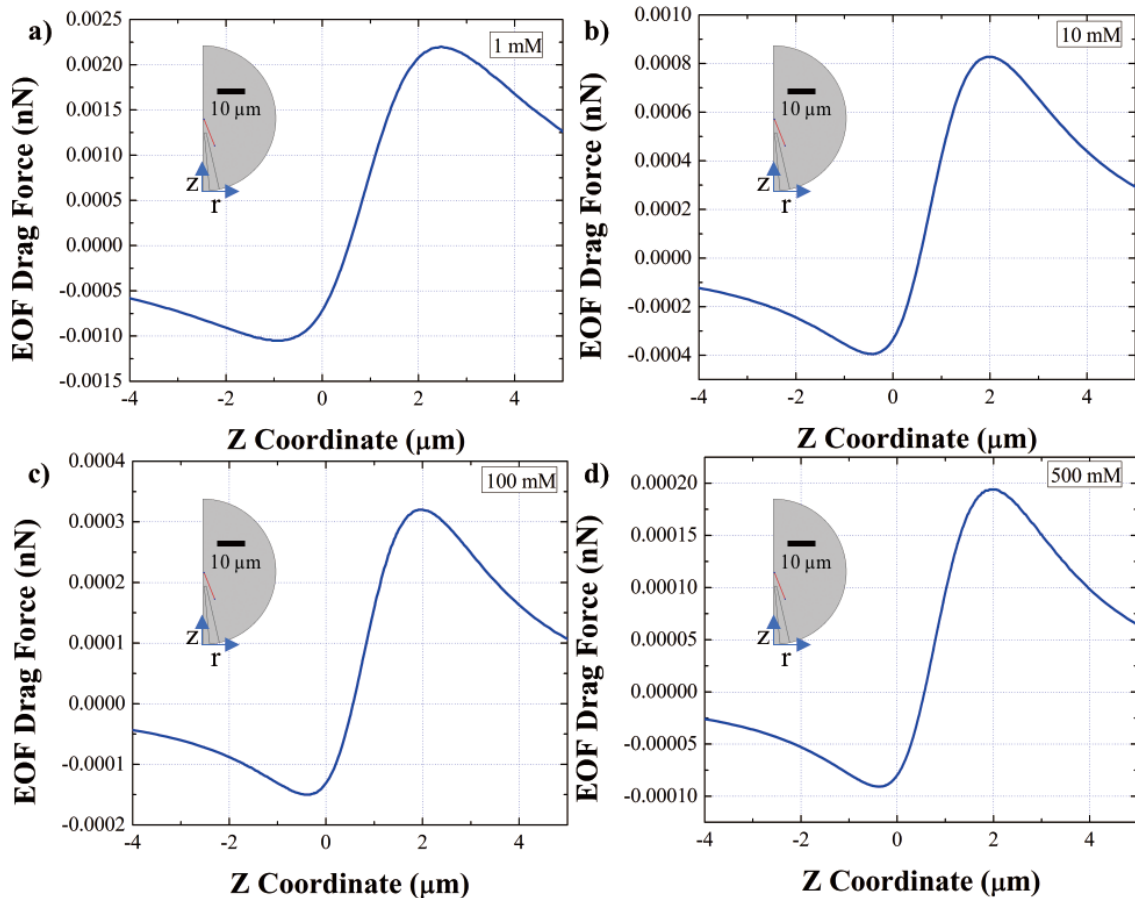 a)
1 mM
EOF Drag Force (nN)
0.0025
0.0020
0.0015
0.0010
0.0005
0.0000
-0.0005
-0.0010
-0.0015
10 µm
z
r
-4 -2 0 2 4
Z Coordinate (µm)
b)
10 mM
EOF Drag Force (nN)
0.0010
0.0008
0.0006
0.0004
0.0002
0.0000
-0.0002
-0.0004
10 µm
z
r
-4 -2 0 2 4
Z Coordinate (µm)
c)
100 mM
EOF Drag Force (nN)
0.0004
0.0003
0.0002
0.0001
0.0000
-0.0001
-0.0002
10 µm
z
r
-4 -2 0 2 4
Z Coordinate (µm)
d)
500 mM
EOF Drag Force (nN)
0.00020
0.00015
0.00010
0.00005
0.00000
-0.00005
-0.00010
10 µm
z
r
-4 -2 0 2 4
Z Coordinate (µm)